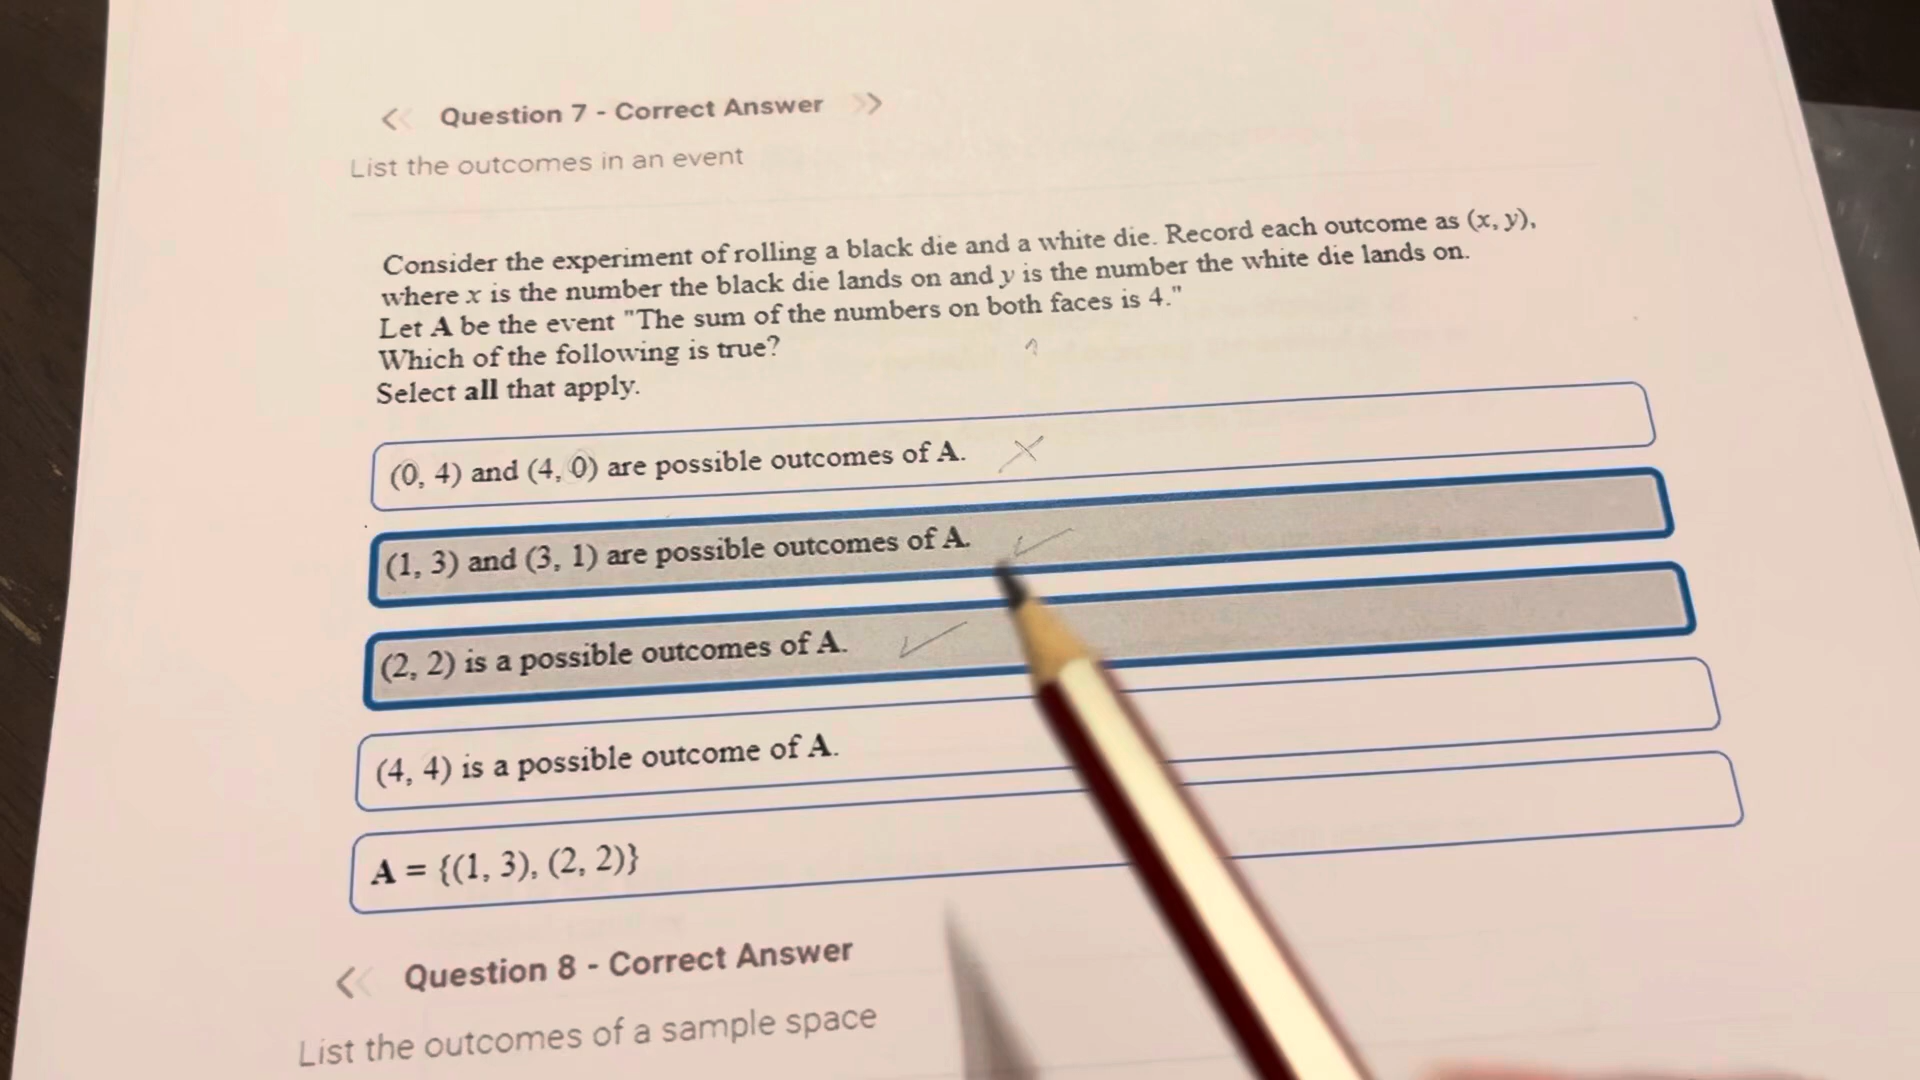 Question 7 - Correct Answer
List the outcomes in an event
Consider the experiment of rolling a black die and a white die. Record each outcome as (x, y),
where x is the number the black die lands on and y is the number the white die lands on.
Let A be the event "The sum of the numbers on both faces is 4."
Which of the following is true?
Select all that apply.
(0, 4) and (4, 0) are possible outcomes of A.
(1, 3) and (3, 1) are possible outcomes of A.
(2, 2) is a possible outcomes of A.
(4, 4) is a possible outcome of A.
A = {(1, 3), (2, 2)}
Question 8 - Correct Answer
List the outcomes of a sample space